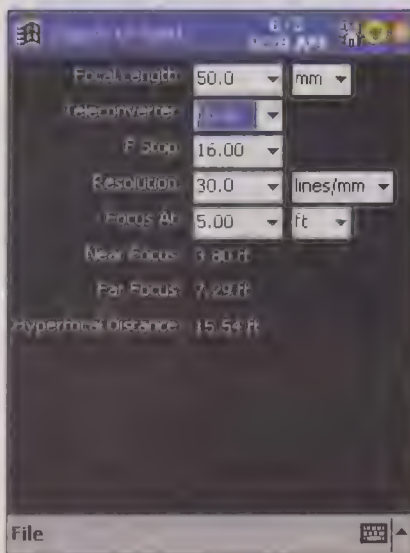 Focal Length 50.0 mm
Teleconverter
F Stop 16.00
Resolution 30.0 lines/mm
Focus At 5.00 ft
Near Focus 3.80 ft
Far Focus 7.29 ft
Hyperfocal Distance 15.54 ft
File